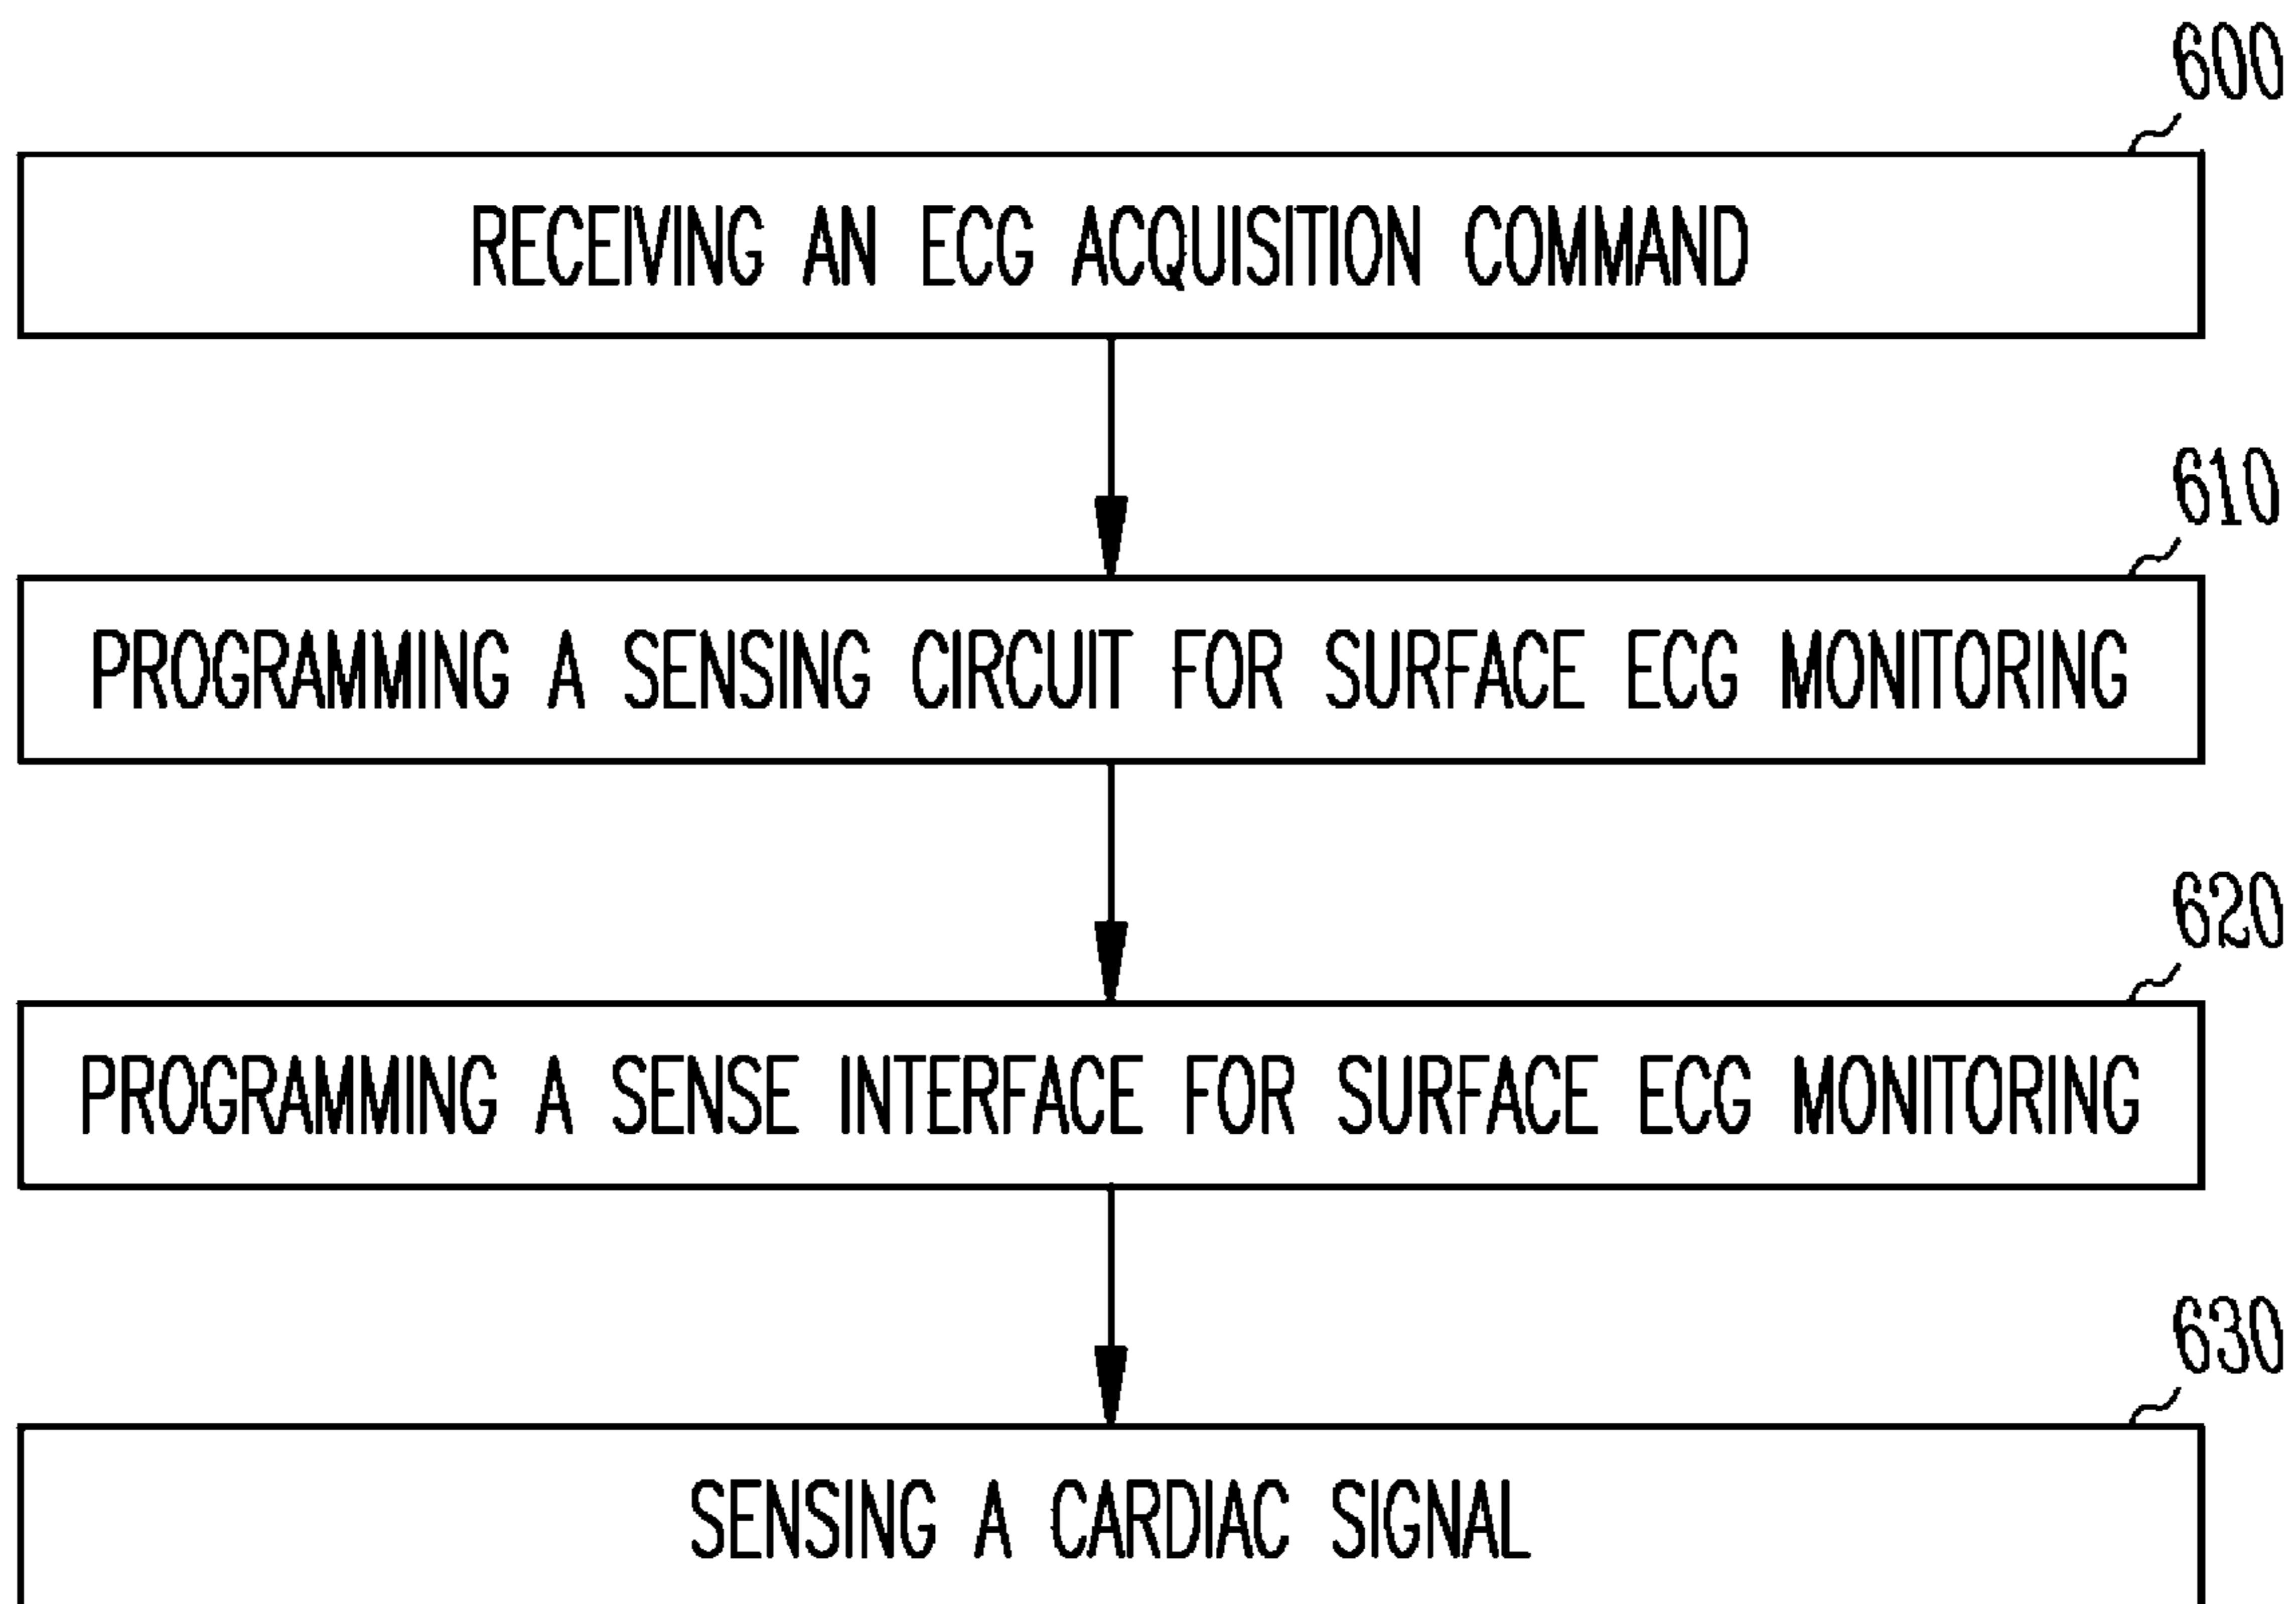 600
RECEIVING AN ECG ACQUISITION COMMAND
610
PROGRAMMING A SENSING CIRCUIT FOR SURFACE ECG MONITORING
620
PROGRAMMING A SENSE INTERFACE FOR SURFACE ECG MONITORING
630
SENSING A CARDIAC SIGNAL